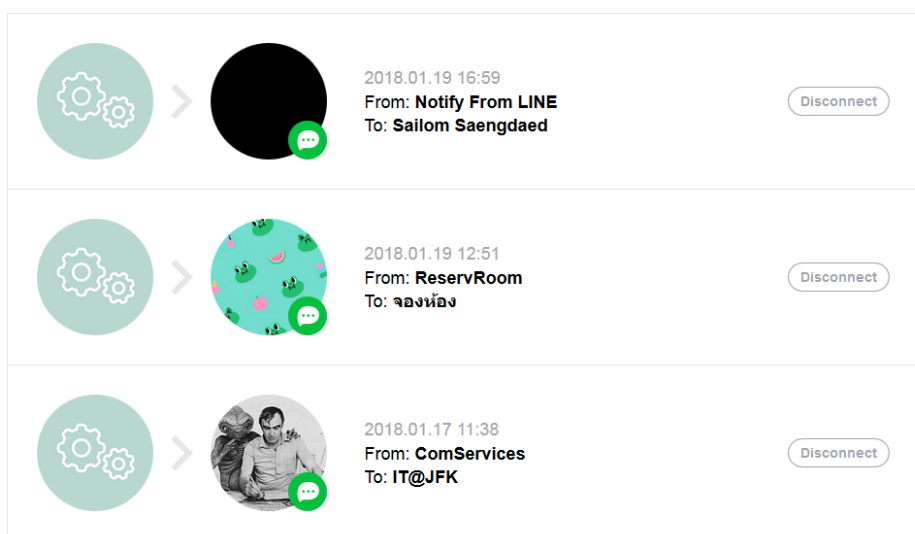 2018.01.19 16:59
From: Notify From LINE
To: Sailom Saengdaed
Disconnect
2018.01.19 12:51
From: ReservRoom
To: จองห้อง
Disconnect
2018.01.17 11:38
From: ComServices
To: IT@JFK
Disconnect